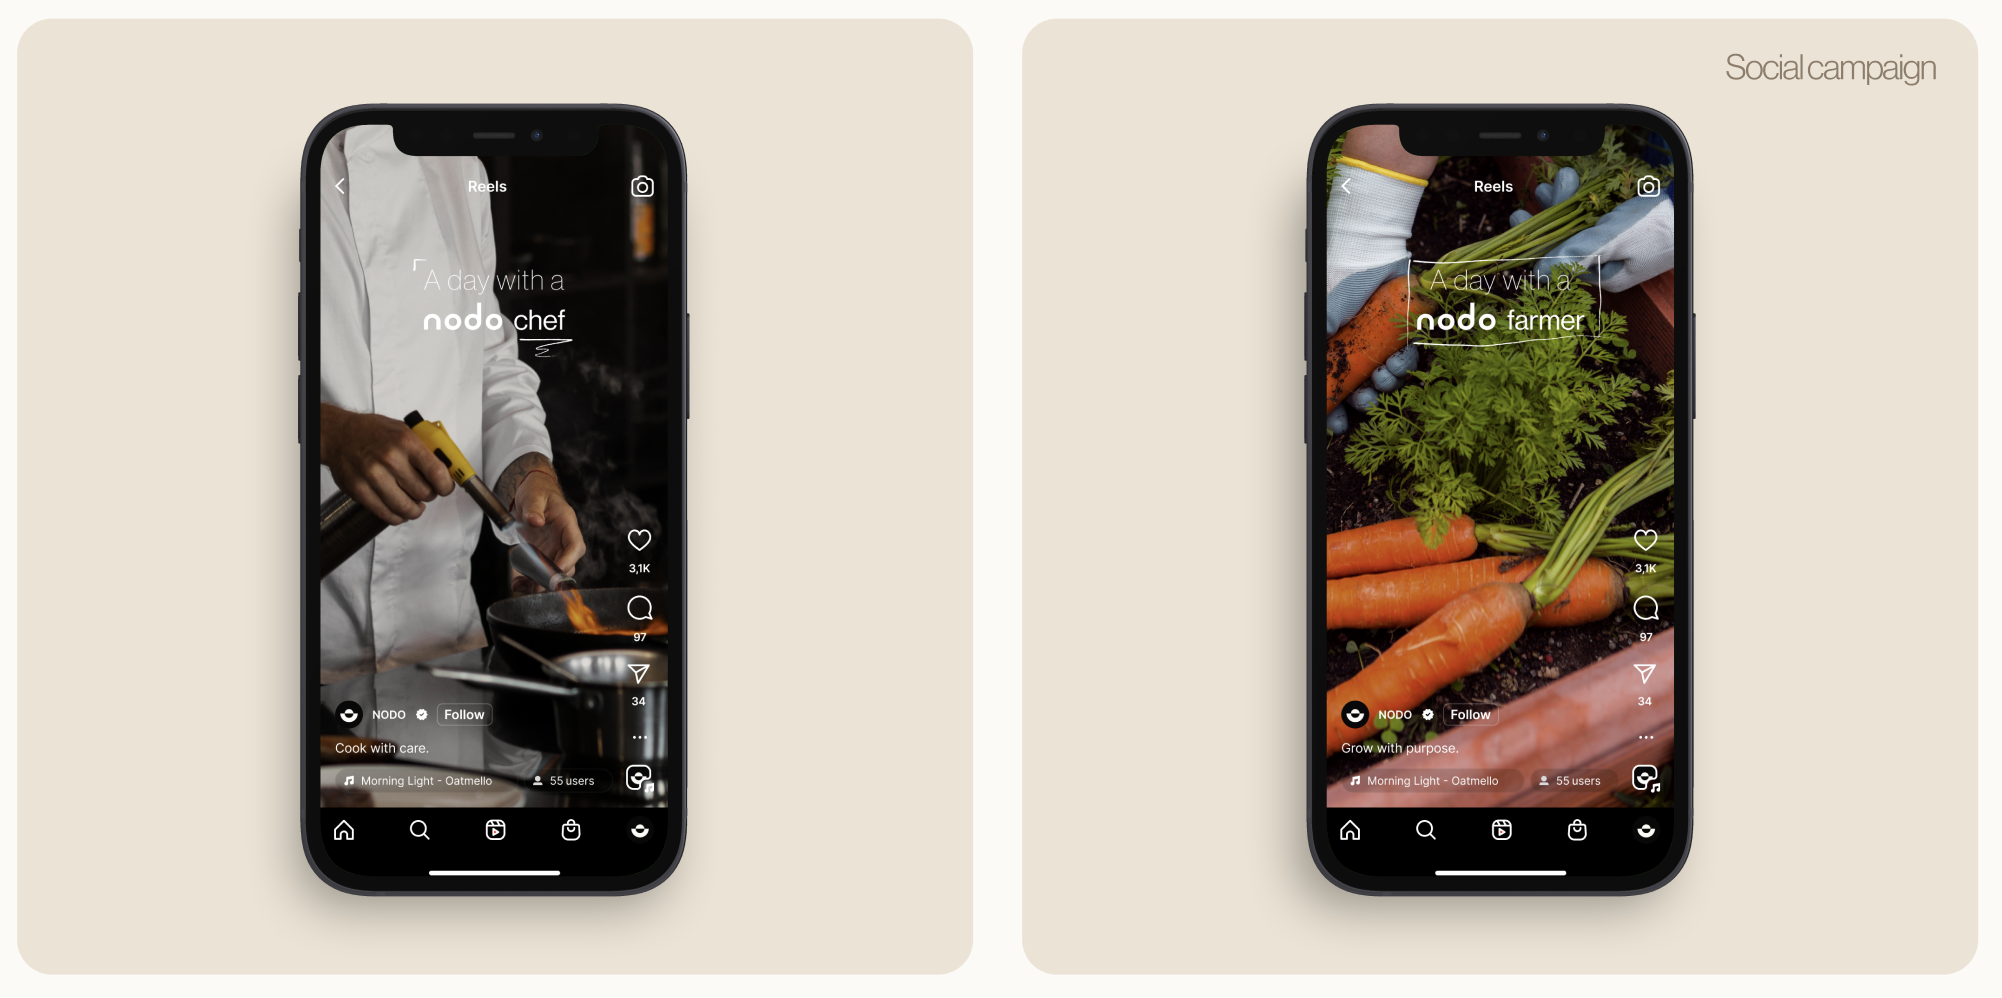 Social campaign
Reels
A day with a
nodo chef
3,1K
97
34
NODO Follow
Cook with care.
Morning Light - Oatmello 55 users
Reels
A day with a
nodo farmer
3,1K
97
34
NODO Follow
Grow with purpose.
Morning Light - Oatmello 55 users